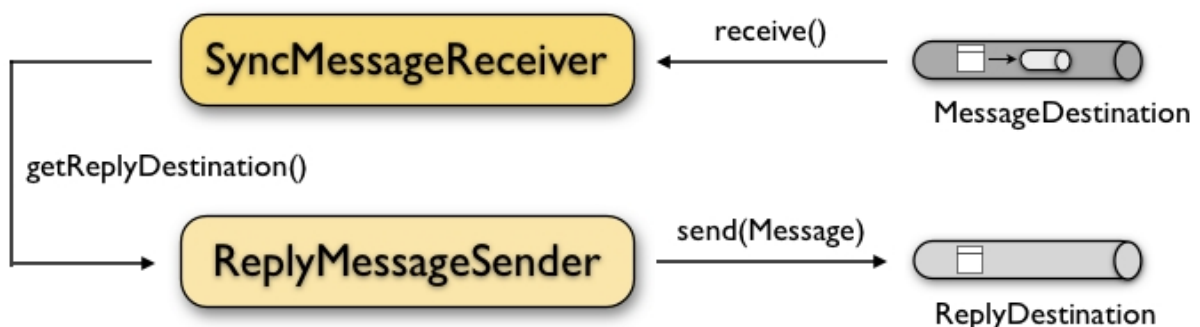 receive()
SyncMessageReceiver
MessageDestination
getReplyDestination()
send(Message)
ReplyMessageSender
ReplyDestination